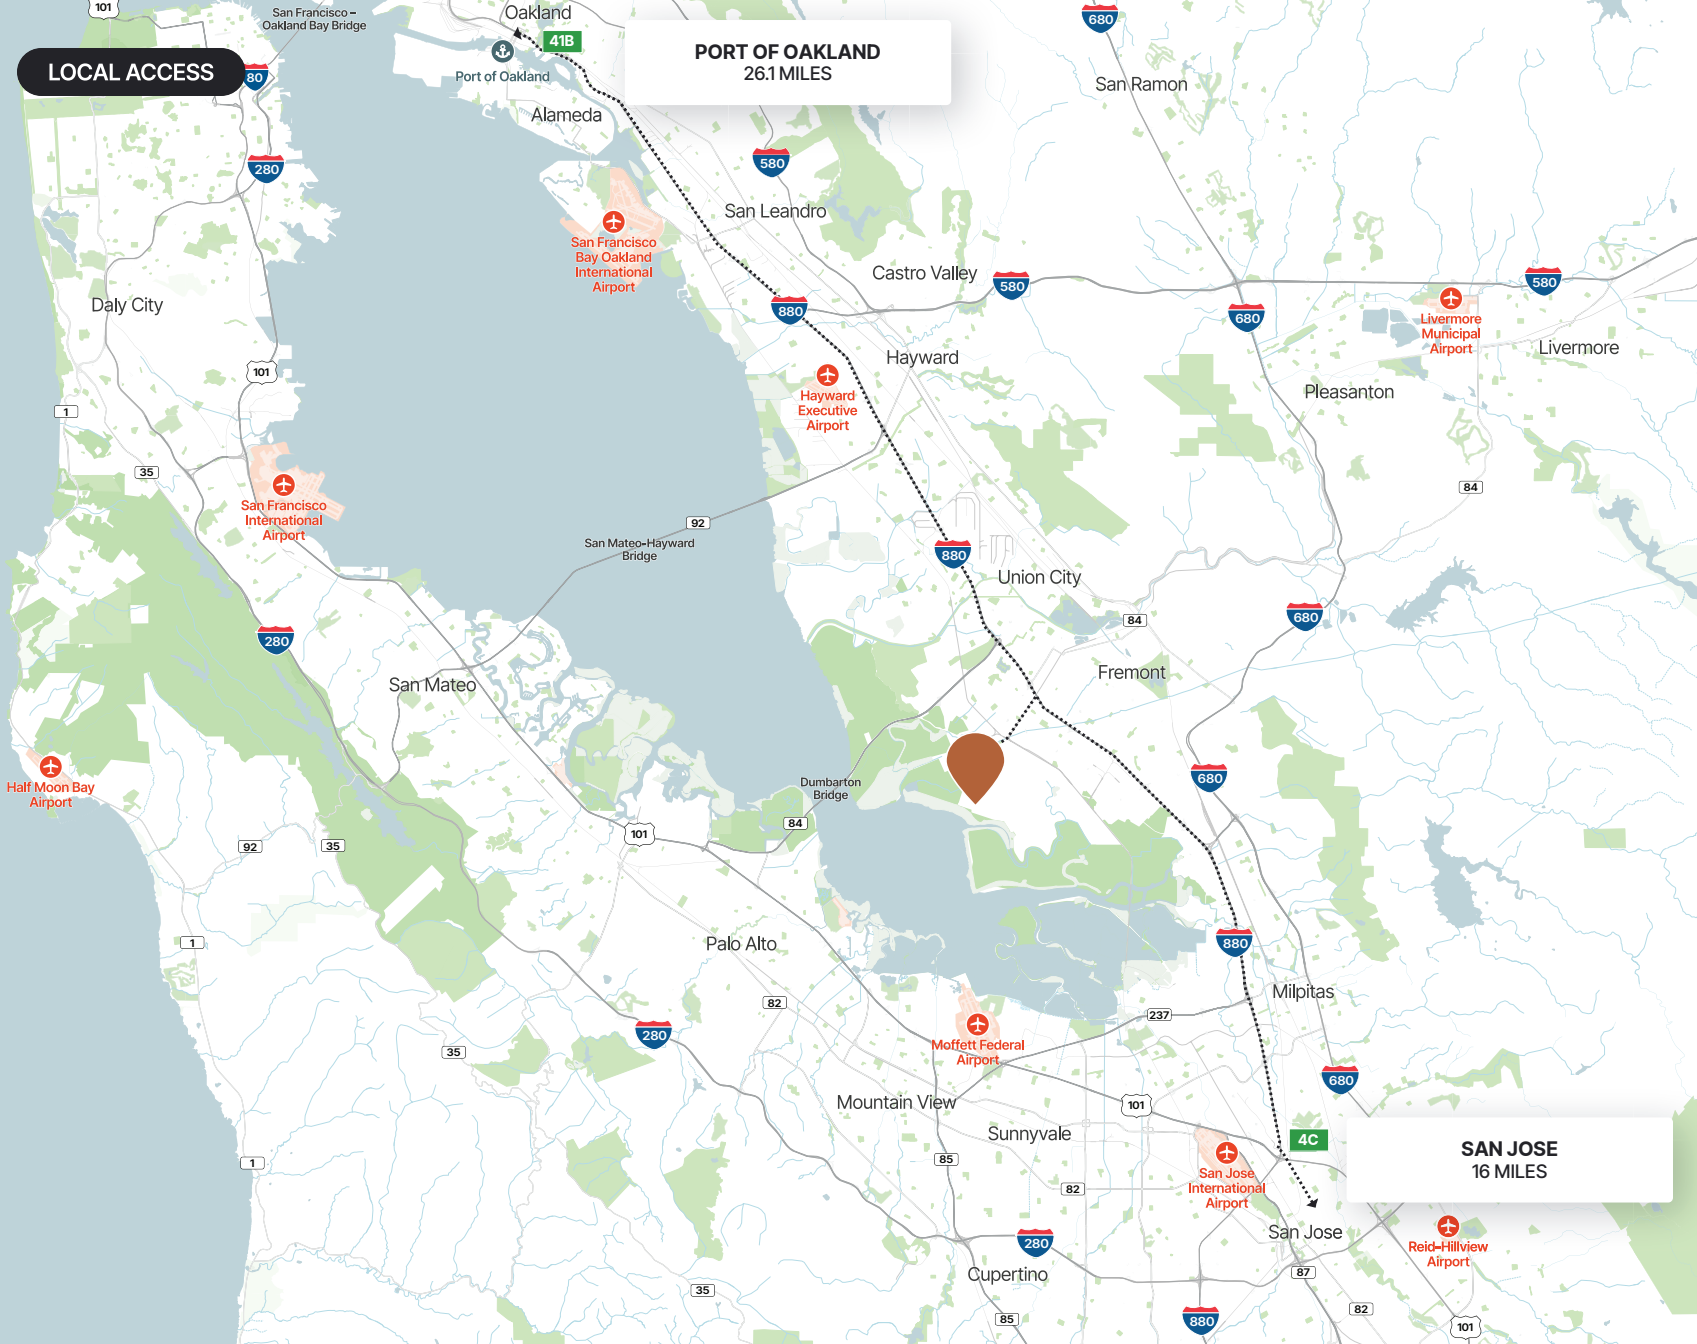 101
San Francisco –
Oakland Bay Bridge
Oakland
41B
Port of Oakland
PORT OF OAKLAND
26.1 MILES
680
LOCAL ACCESS
80
San Ramon
Alameda
280
580
San Leandro
San Francisco
Bay Oakland
International
Airport
Castro Valley
580
580
Daly City
880
680
Livermore
Municipal
Airport
Livermore
Hayward
101
Hayward
Executive
Airport
Pleasanton
1
35
84
San Francisco
International
Airport
92
San Mateo-Hayward
Bridge
880
Union City
280
84
680
San Mateo
Fremont
Half Moon Bay
Airport
Dumbarton
Bridge
680
84
101
92
35
1
Palo Alto
880
82
Milpitas
237
280
35
Moffett Federal
Airport
680
Mountain View
101
Sunnyvale
4C
SAN JOSE
16 MILES
1
85
82
San Jose
International
Airport
280
San Jose
Reid-Hillview
Airport
Cupertino
87
35
85
880
82
101